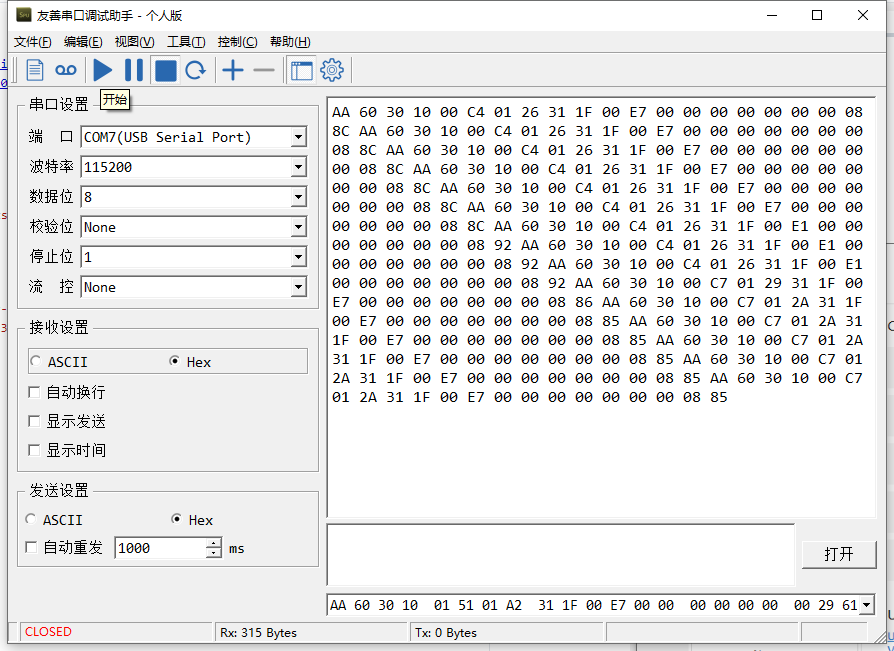 友善串口调试助手 - 个人版
文件(F) 编辑(E) 视图(V) 工具(T) 控制(C) 帮助(H)
开始
串口设置
端 口 COM7(USB Serial Port)
波特率 115200
数据位 8
校验位 None
停止位 1
流 控 None
接收设置
ASCII Hex
自动换行
显示发送
显示时间
发送设置
ASCII Hex
自动重发 1000 ms
AA 60 30 10 00 C4 01 26 31 1F 00 E7 00 00 00 00 00 00 00 08
8C AA 60 30 10 00 C4 01 26 31 1F 00 E7 00 00 00 00 00 00 00
08 8C AA 60 30 10 00 C4 01 26 31 1F 00 E7 00 00 00 00 00 00
00 08 8C AA 60 30 10 00 C4 01 26 31 1F 00 E7 00 00 00 00 00
00 00 08 8C AA 60 30 10 00 C4 01 26 31 1F 00 E7 00 00 00 00
00 00 00 08 8C AA 60 30 10 00 C4 01 26 31 1F 00 E7 00 00 00
00 00 00 00 08 8C AA 60 30 10 00 C4 01 26 31 1F 00 E1 00 00
00 00 00 00 00 08 92 AA 60 30 10 00 C4 01 26 31 1F 00 E1 00
00 00 00 00 00 00 08 92 AA 60 30 10 00 C4 01 26 31 1F 00 E1
00 00 00 00 00 00 00 08 92 AA 60 30 10 00 C7 01 29 31 1F 00
E7 00 00 00 00 00 00 00 08 86 AA 60 30 10 00 C7 01 2A 31 1F
00 E7 00 00 00 00 00 00 00 08 85 AA 60 30 10 00 C7 01 2A 31
1F 00 E7 00 00 00 00 00 00 00 08 85 AA 60 30 10 00 C7 01 2A
31 1F 00 E7 00 00 00 00 00 00 00 08 85 AA 60 30 10 00 C7 01
2A 31 1F 00 E7 00 00 00 00 00 00 00 08 85 AA 60 30 10 00 C7
01 2A 31 1F 00 E7 00 00 00 00 00 00 00 08 85
打开
AA 60 30 10  01 51 01 A2  31 1F 00 E7 00 00  00 00 00 00  00 29 61
CLOSED Rx: 315 Bytes Tx: 0 Bytes